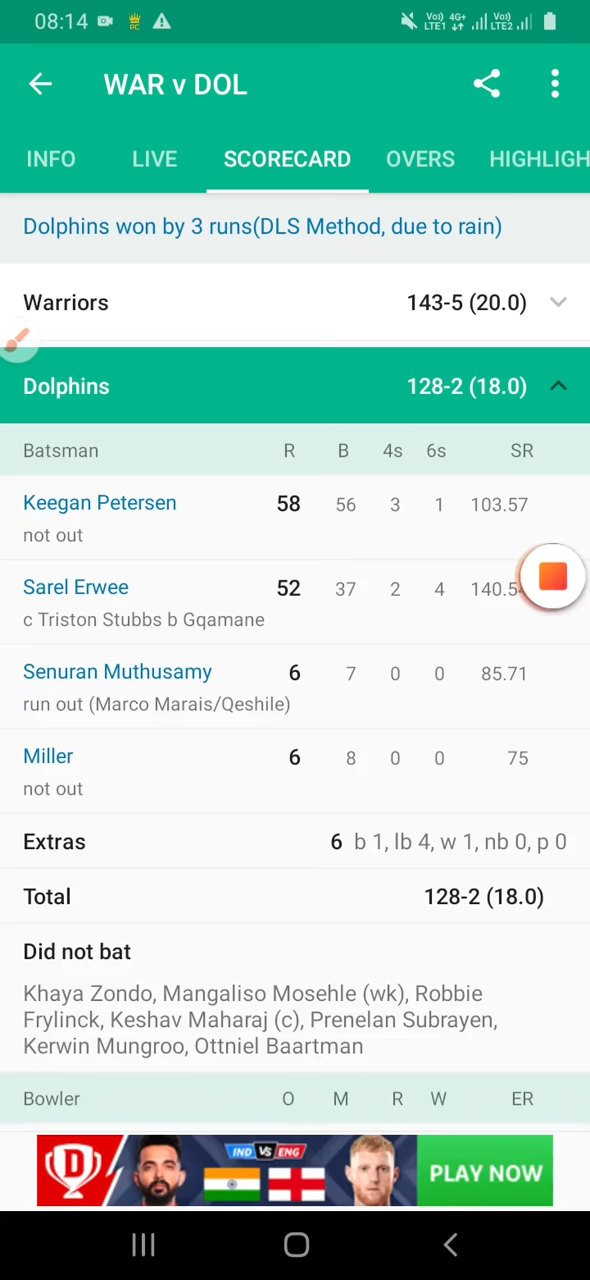 08:14
Vo) 4G+ Vo)
LTE1 LTE2
WAR v DOL
INFO LIVE SCORECARD OVERS HIGHLIGH
Dolphins won by 3 runs(DLS Method, due to rain)
Warriors 143-5 (20.0)
Dolphins 128-2 (18.0)
Batsman R B 4s 6s SR
Keegan Petersen 58 56 3 1 103.57
not out
Sarel Erwee 52 37 2 4 140.54
c Triston Stubbs b Gqamane
Senuran Muthusamy 6 7 0 0 85.71
run out (Marco Marais/Qeshile)
Miller 6 8 0 0 75
not out
Extras 6 b 1, lb 4, w 1, nb 0, p 0
Total 128-2 (18.0)
Did not bat
Khaya Zondo, Mangaliso Mosehle (wk), Robbie
Frylinck, Keshav Maharaj (c), Prenelan Subrayen,
Kerwin Mungroo, Ottniel Baartman
Bowler O M R W ER
D IND VS ENG PLAY NOW